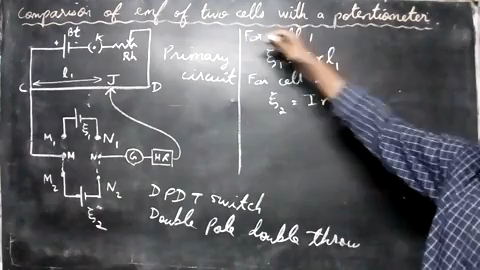 Comparison of emf of two cells with a potentiometer.
Bt
K
Rh
Primary circuit
l₁
J
C
D
ξ₁
M₁
N₁
M
N
G
HR
M₂
N₂
ξ₂
DPDT switch
Double Pole double throw
For
1
ξ₁ = r l₁
For cell
ξ₂ = I r